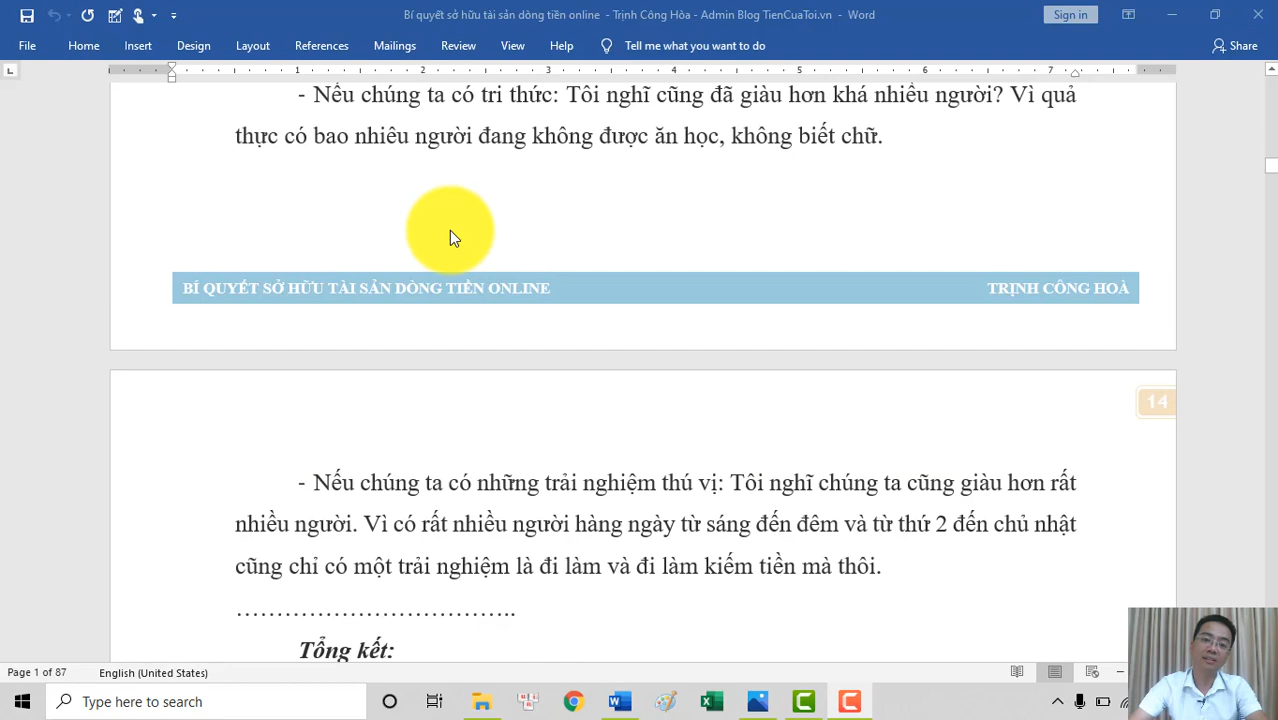 Bí quyết sở hữu tài sản dòng tiền online - Trịnh Công Hòa - Admin Blog TienCuaToi.vn - Word
Sign in
File Home Insert Design Layout References Mailings Review View Help Tell me what you want to do Share
1 2 3 4 5 6 7
- Nếu chúng ta có tri thức: Tôi nghĩ cũng đã giàu hơn khá nhiều người? Vì quả
thực có bao nhiêu người đang không được ăn học, không biết chữ.
BÍ QUYẾT SỞ HỮU TÀI SẢN DÒNG TIỀN ONLINE TRỊNH CÔNG HOÀ
14
- Nếu chúng ta có những trải nghiệm thú vị: Tôi nghĩ chúng ta cũng giàu hơn rất
nhiều người. Vì có rất nhiều người hàng ngày từ sáng đến đêm và từ thứ 2 đến chủ nhật
cũng chỉ có một trải nghiệm là đi làm và đi làm kiếm tiền mà thôi.
……………………………..
Tổng kết:
Page 1 of 87 English (United States)
Type here to search